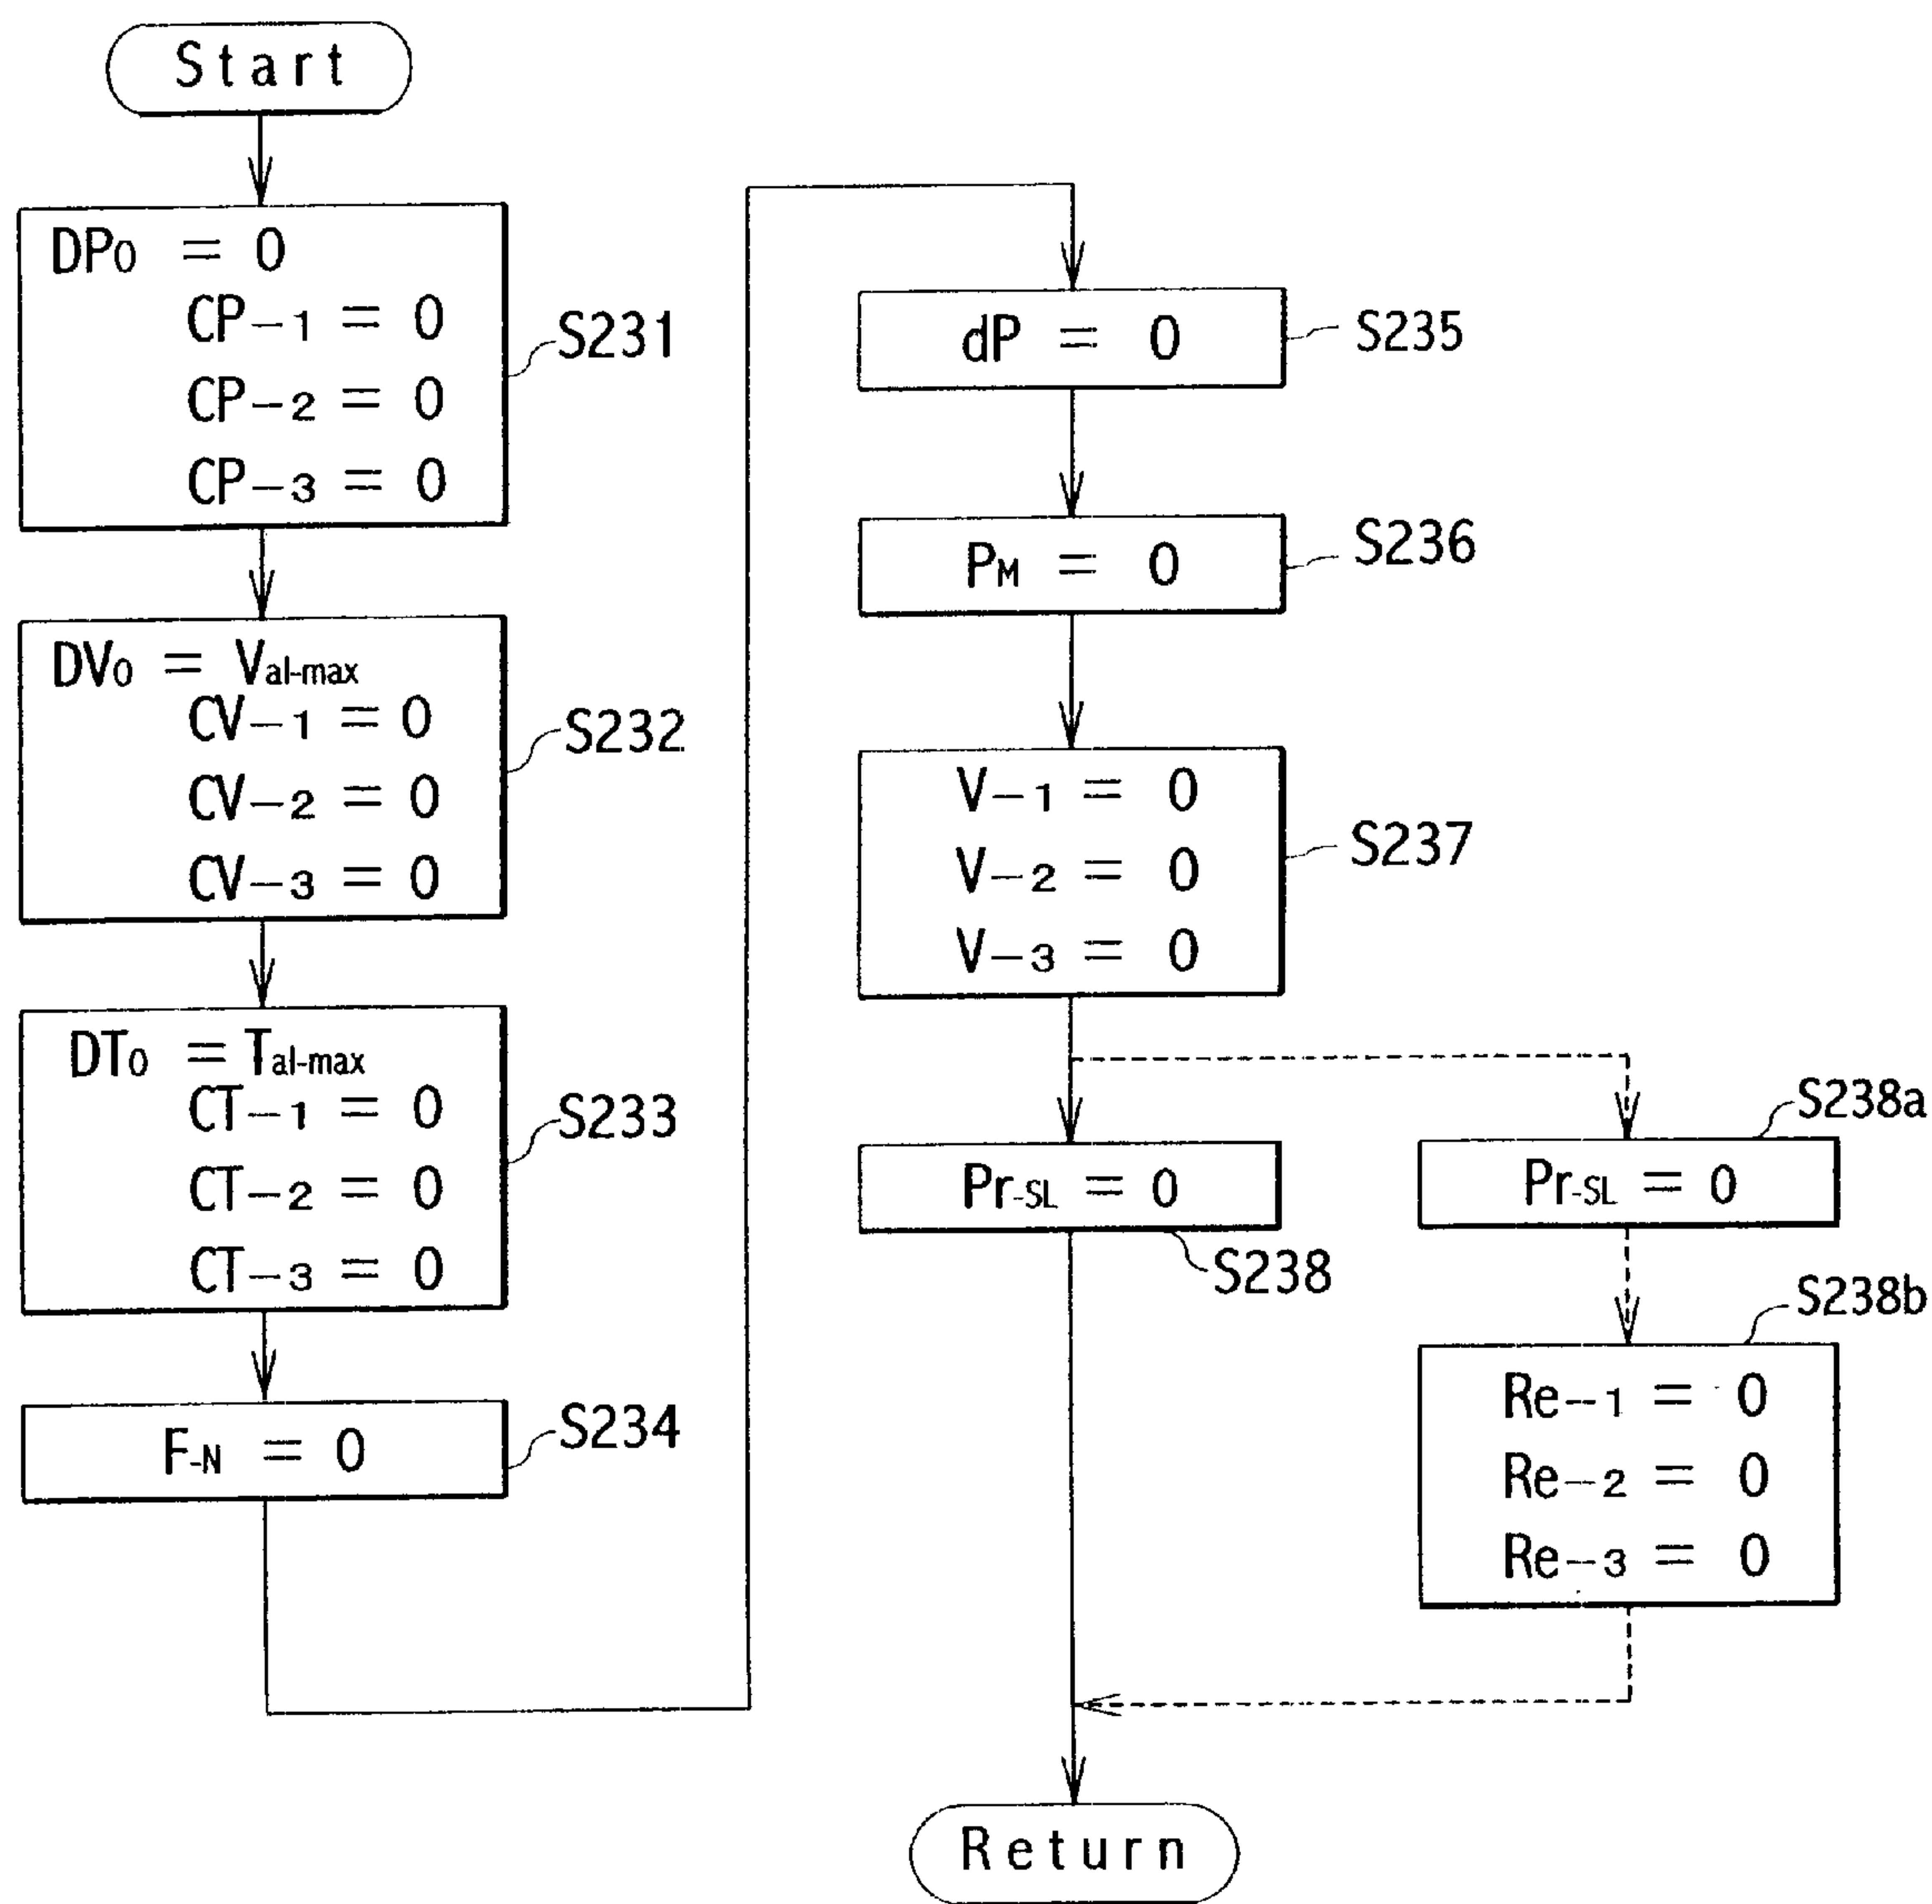 Start
DP₀ = 0
CP₋₁ = 0
CP₋₂ = 0
CP₋₃ = 0
S231
DV₀ = Val-max
CV₋₁ = 0
CV₋₂ = 0
CV₋₃ = 0
S232
DT₀ = Tal-max
CT₋₁ = 0
CT₋₂ = 0
CT₋₃ = 0
S233
F-N = 0
S234
dP = 0
S235
PM = 0
S236
V₋₁ = 0
V₋₂ = 0
V₋₃ = 0
S237
Pr-SL = 0
S238
S238a
Pr-SL = 0
S238b
Re-₋₁ = 0
Re-₋₂ = 0
Re-₋₃ = 0
Return